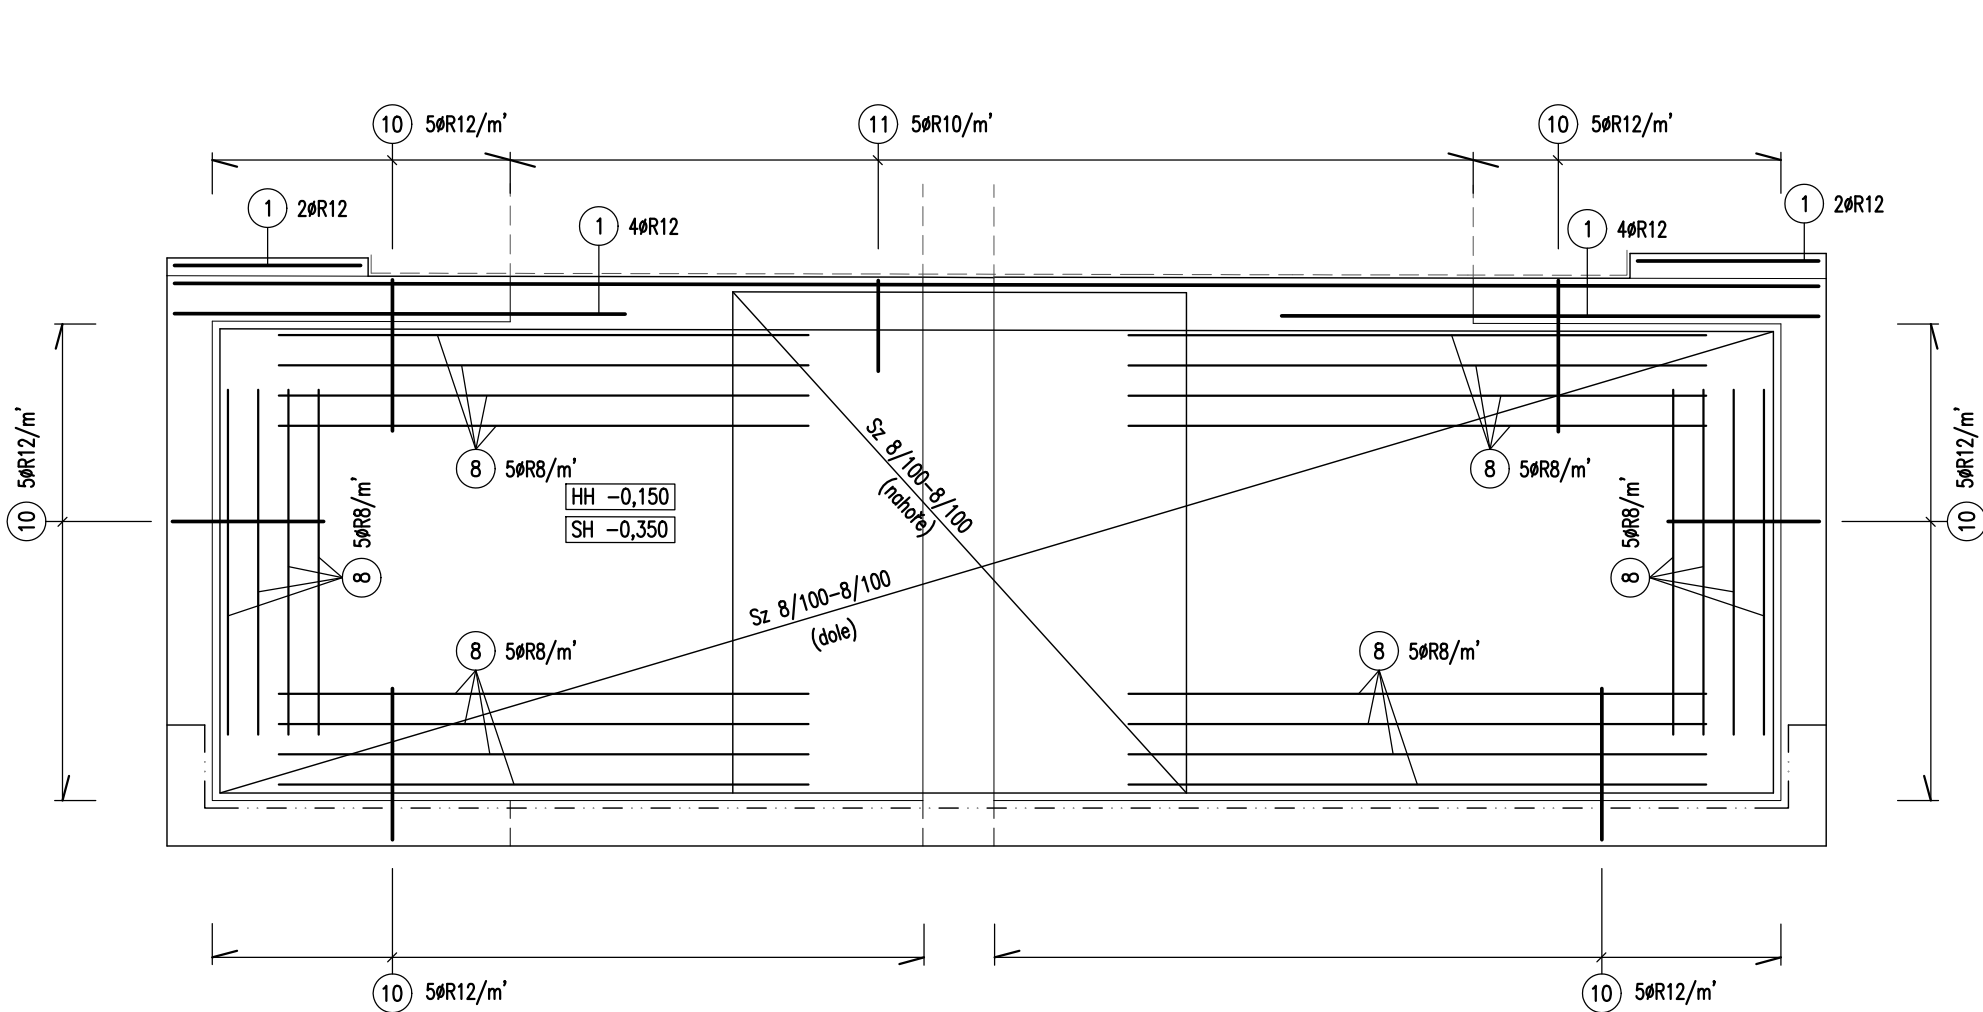 10 5øR12/m'
11 5øR10/m'
10 5øR12/m'
1 2øR12
1 4øR12
1 4øR12
1 2øR12
10 5øR12/m'
8 5øR8/m'
8 5øR8/m'
HH -0,150
SH -0,350
8 5øR8/m'
Sz 8/100-8/100
(nahoře)
Sz 8/100-8/100
(dole)
8 5øR8/m'
10 5øR12/m'
8 5øR8/m'
8 5øR8/m'
10 5øR12/m'
10 5øR12/m'